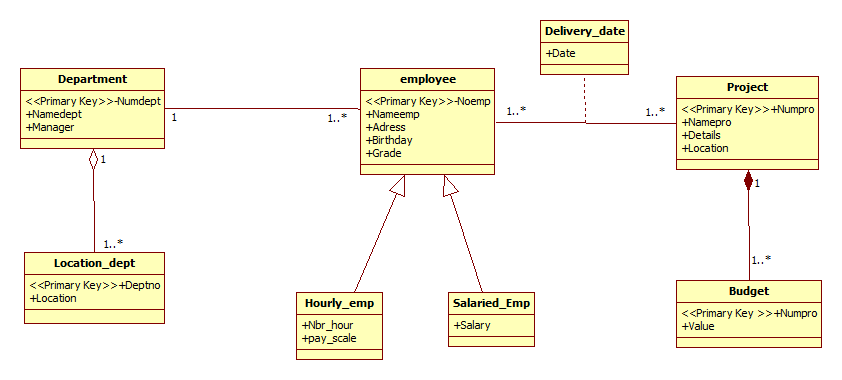 Delivery_date
+Date
Department
<<Primary Key>>-Numdept
+Namedept
+Manager
employee
<<Primary Key>>-Noemp
+Nameemp
+Adress
+Birthday
+Grade
Project
<<Primary Key>>+Numpro
+Namepro
+Details
+Location
1
1..*
1..*
1..*
1
1..*
1
1..*
Location_dept
<<Primary Key>>+Deptno
+Location
Hourly_emp
+Nbr_hour
+pay_scale
Salaried_Emp
+Salary
Budget
<<Primary Key >>+Numpro
+Value